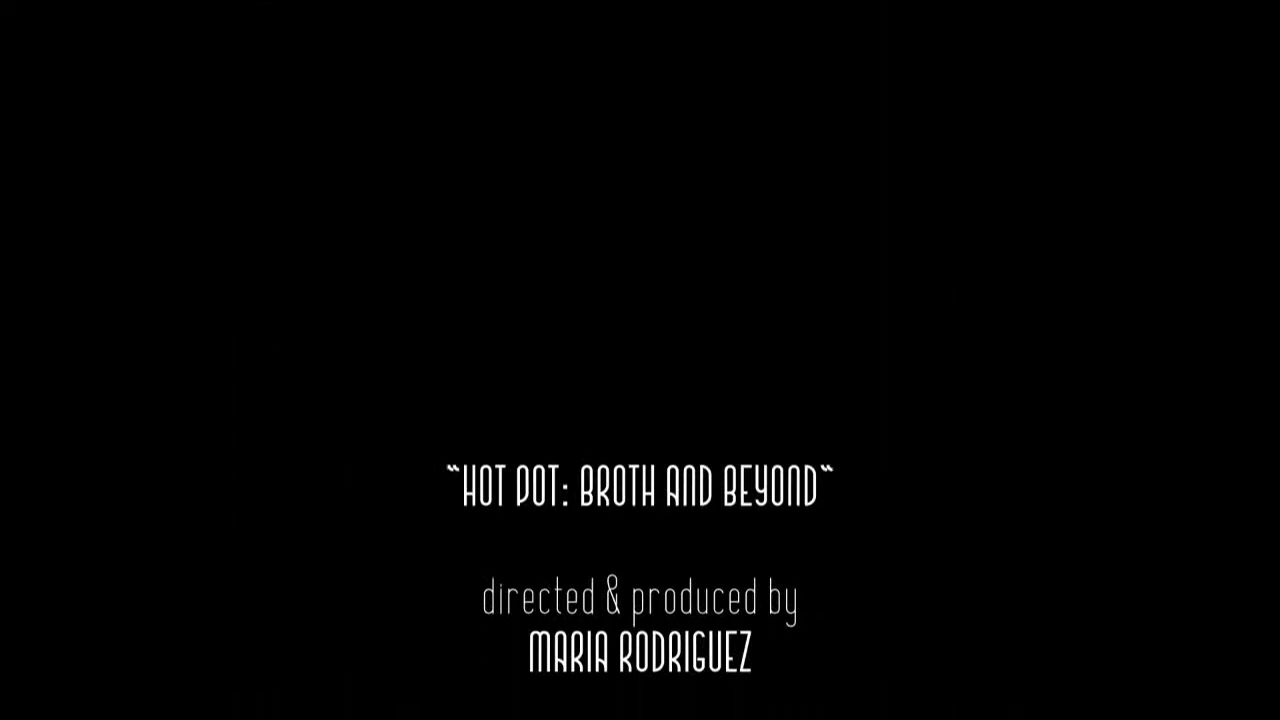 "HOT POT: BROTH AND BEYOND"
directed & produced by
MARIA RODRIGUEZ